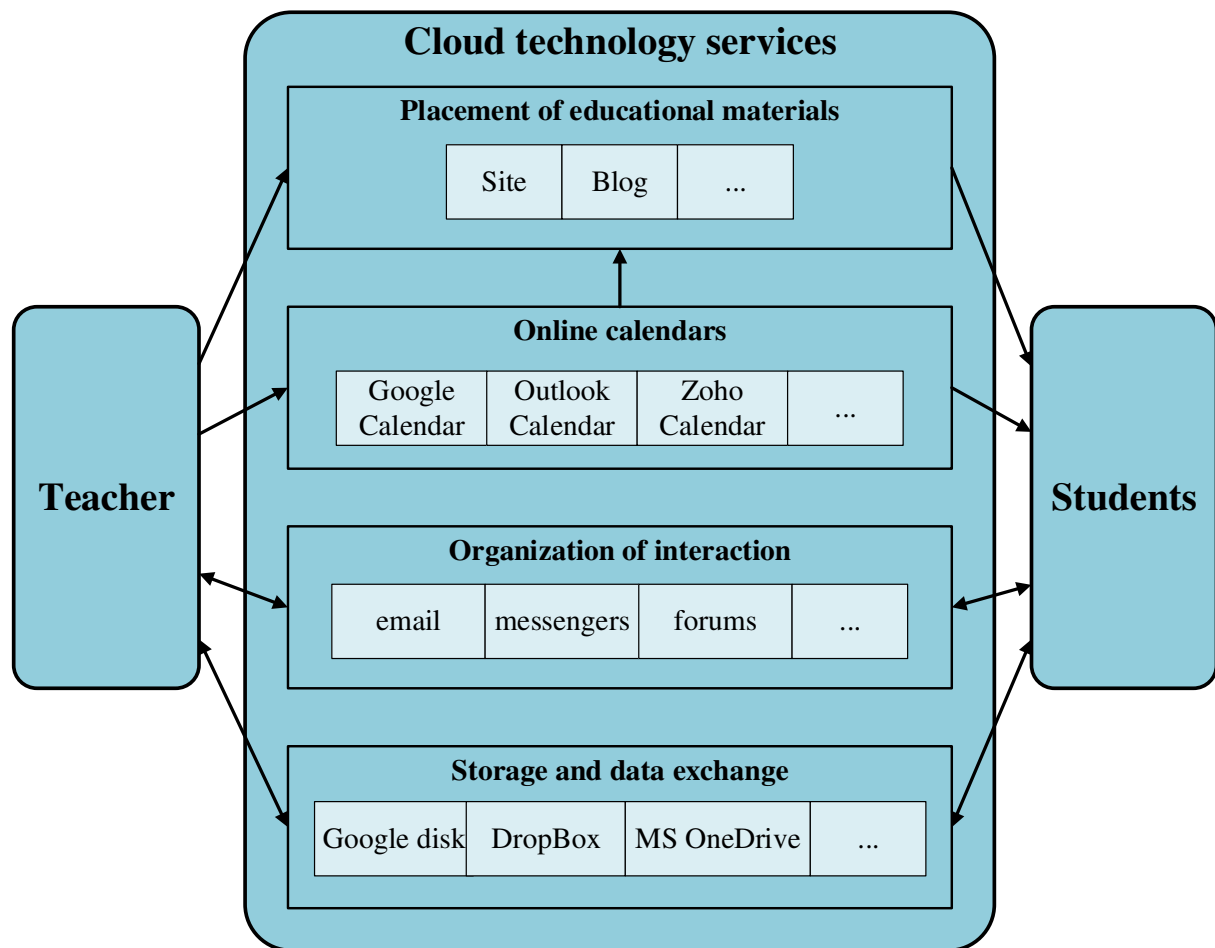 Cloud technology services
Placement of educational materials
Site
Blog
...
Online calendars
Google
Calendar
Outlook
Calendar
Zoho
Calendar
...
Teacher
Students
Organization of interaction
email
messengers
forums
...
Storage and data exchange
Google disk
DropBox
MS OneDrive
...